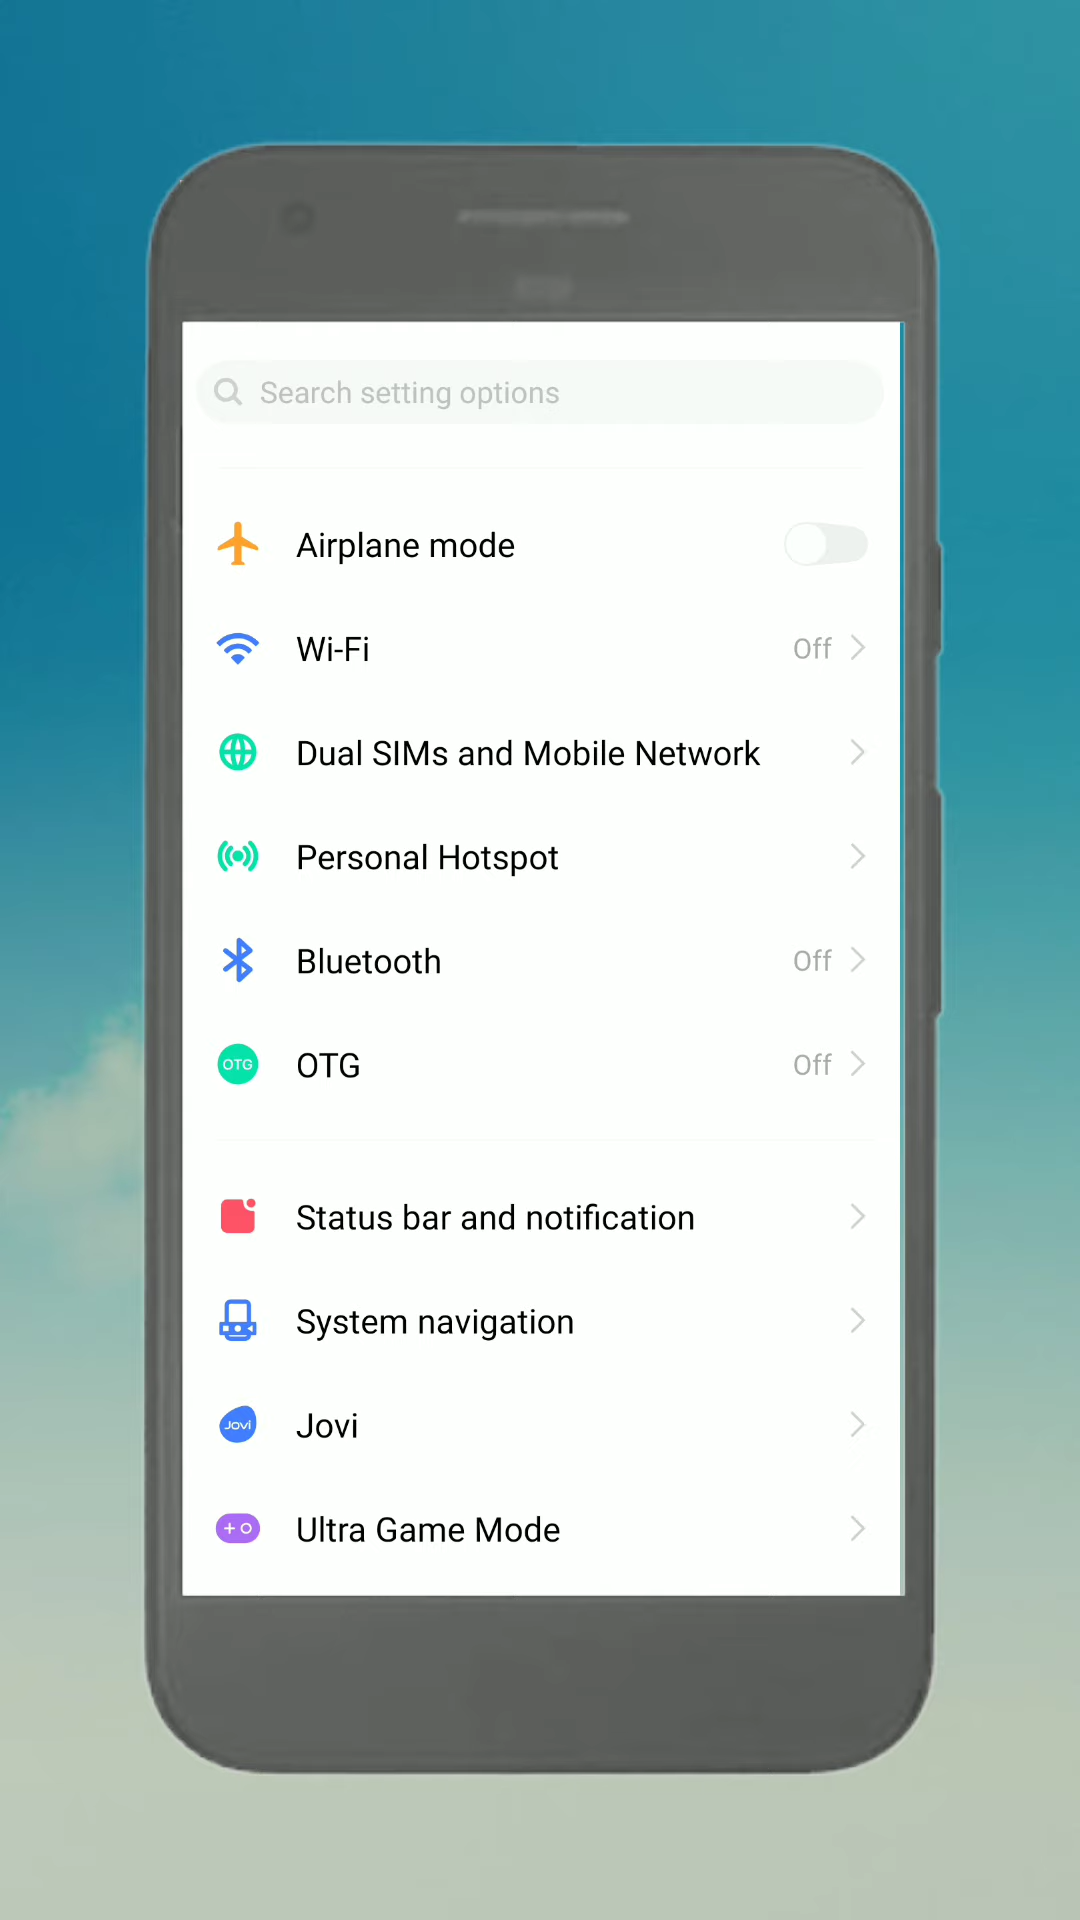 Search setting options
Airplane mode
Wi-Fi Off
Dual SIMs and Mobile Network
Personal Hotspot
Bluetooth Off
OTG OTG Off
Status bar and notification
System navigation
Jovi Jovi
Ultra Game Mode